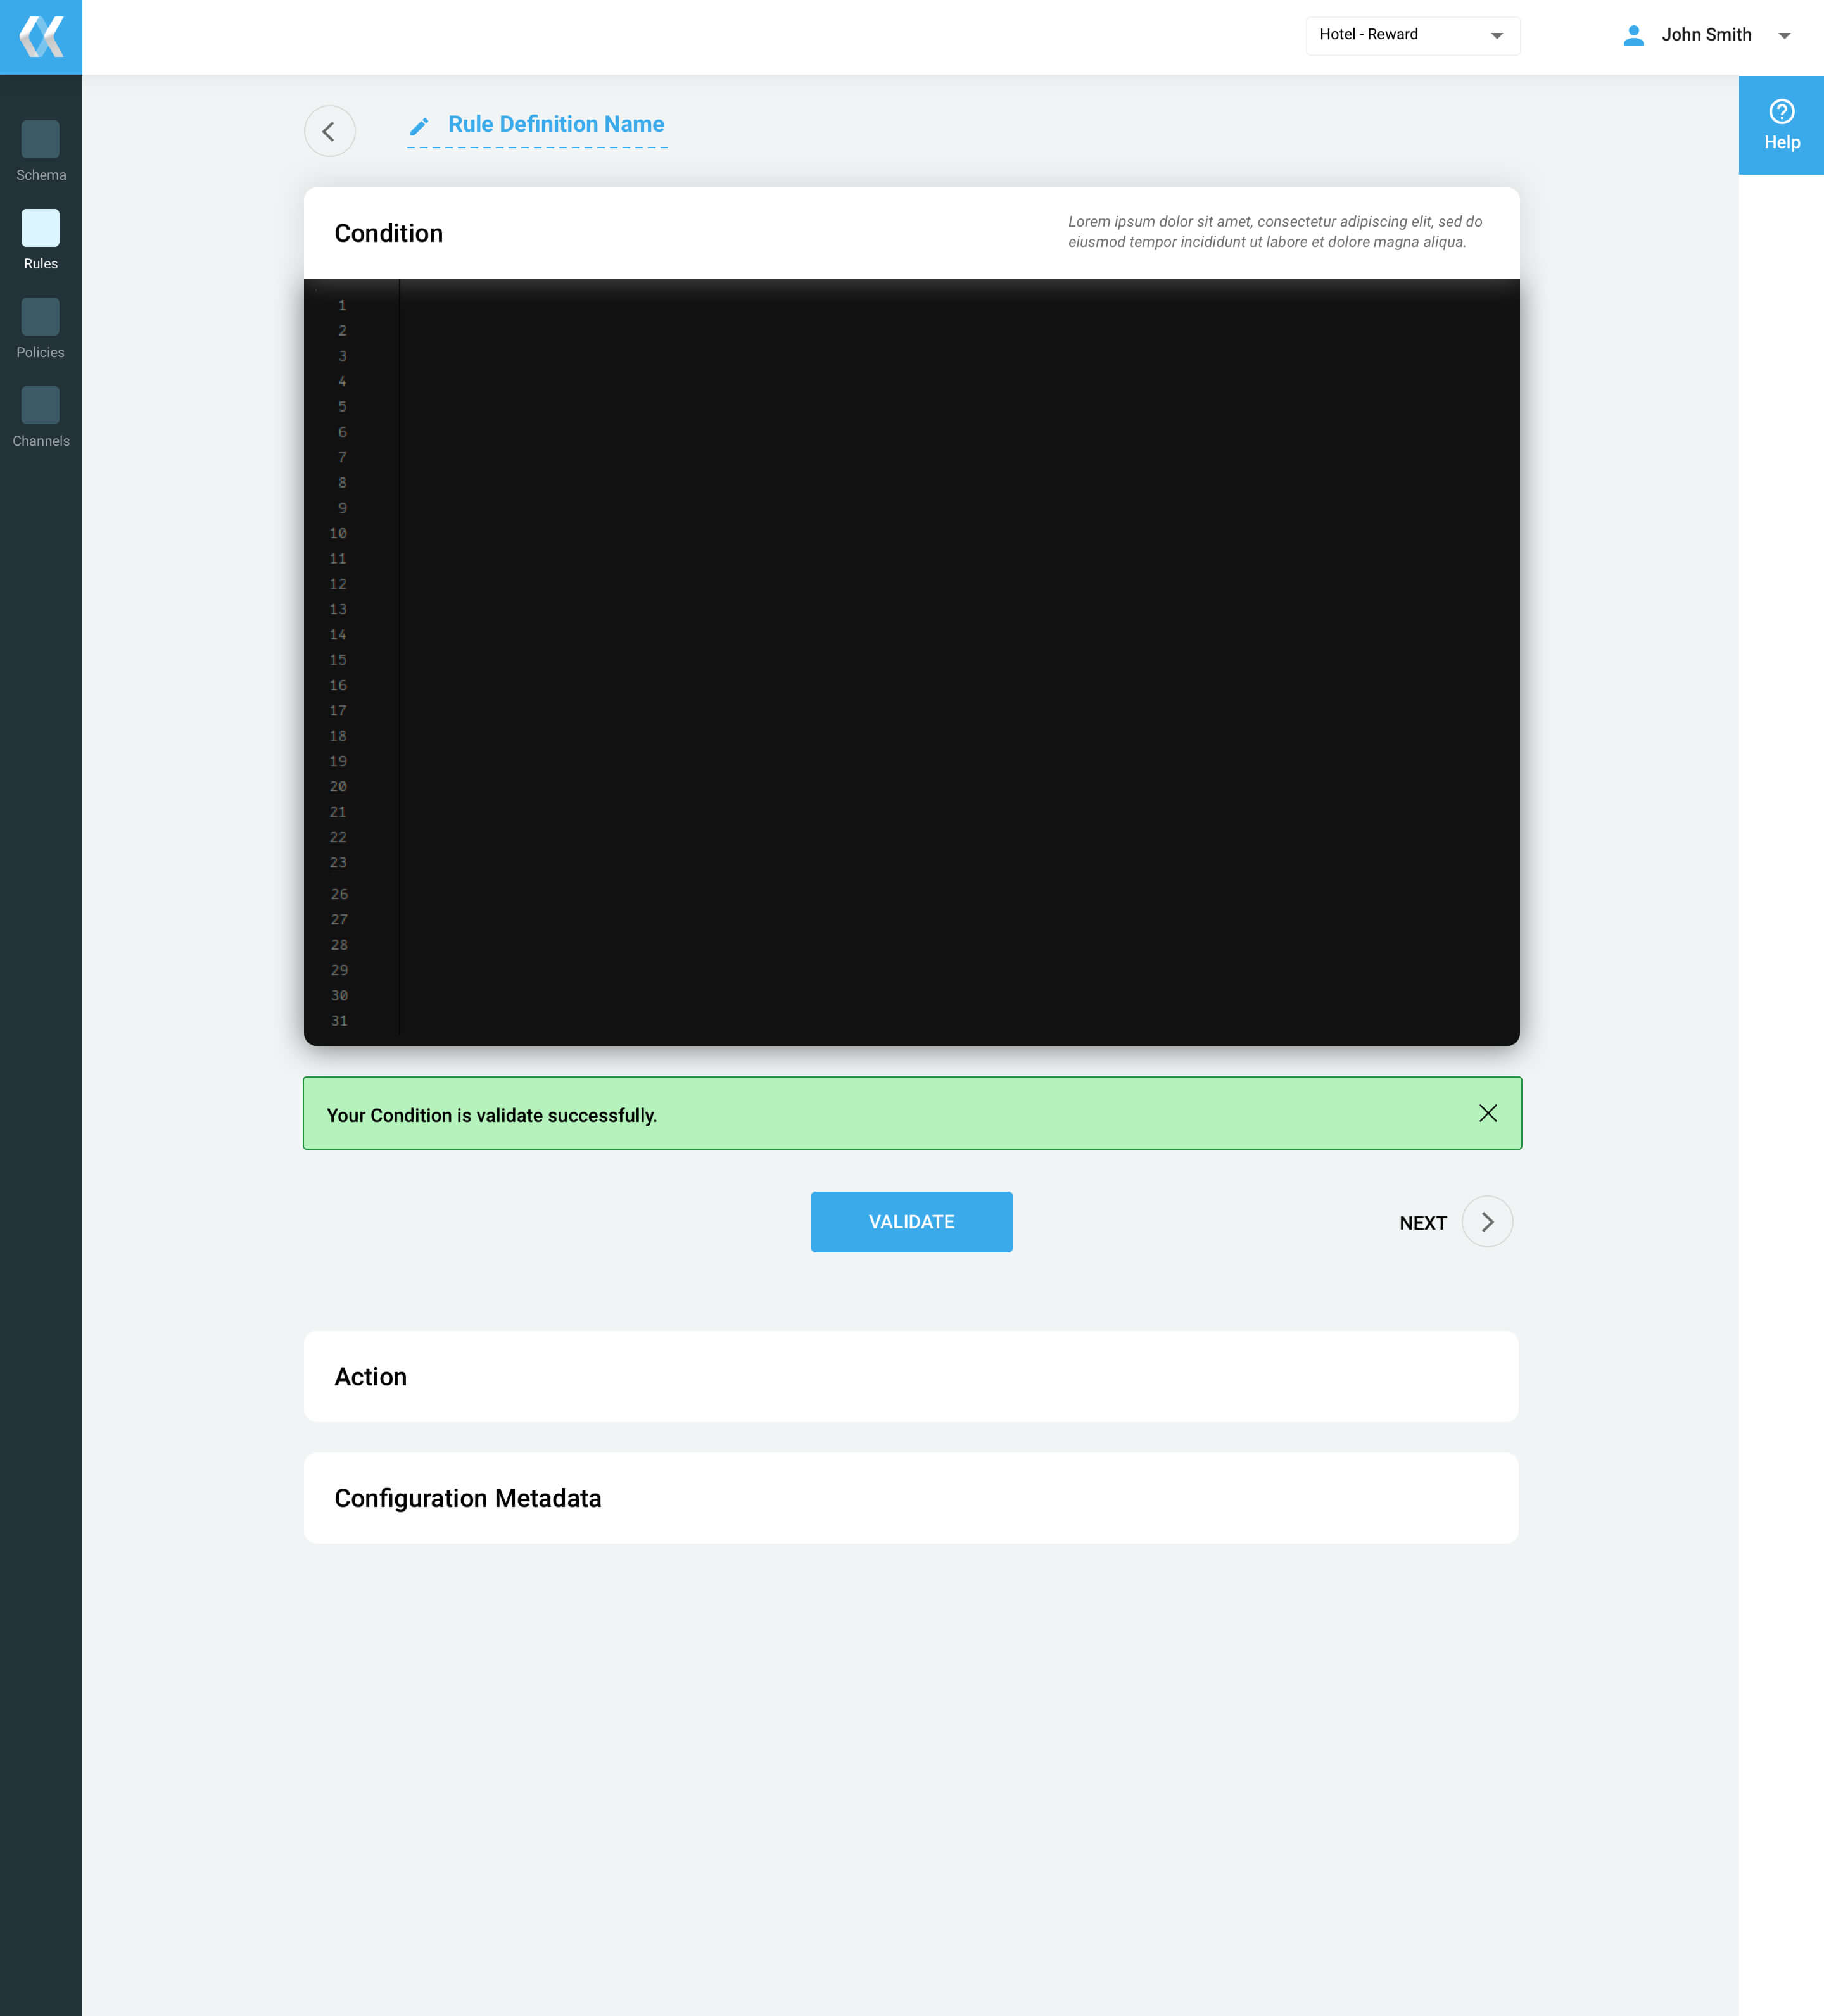 Hotel - Reward
John Smith
Help
Schema
Rules
Policies
Channels
Rule Definition Name
Condition
Lorem ipsum dolor sit amet, consectetur adipiscing elit, sed do
eiusmod tempor incididunt ut labore et dolore magna aliqua.
1
2
3
4
5
6
7
8
9
10
11
12
13
14
15
16
17
18
19
20
21
22
23
26
27
28
29
30
31
Your Condition is validate successfully.
VALIDATE
NEXT
Action
Configuration Metadata